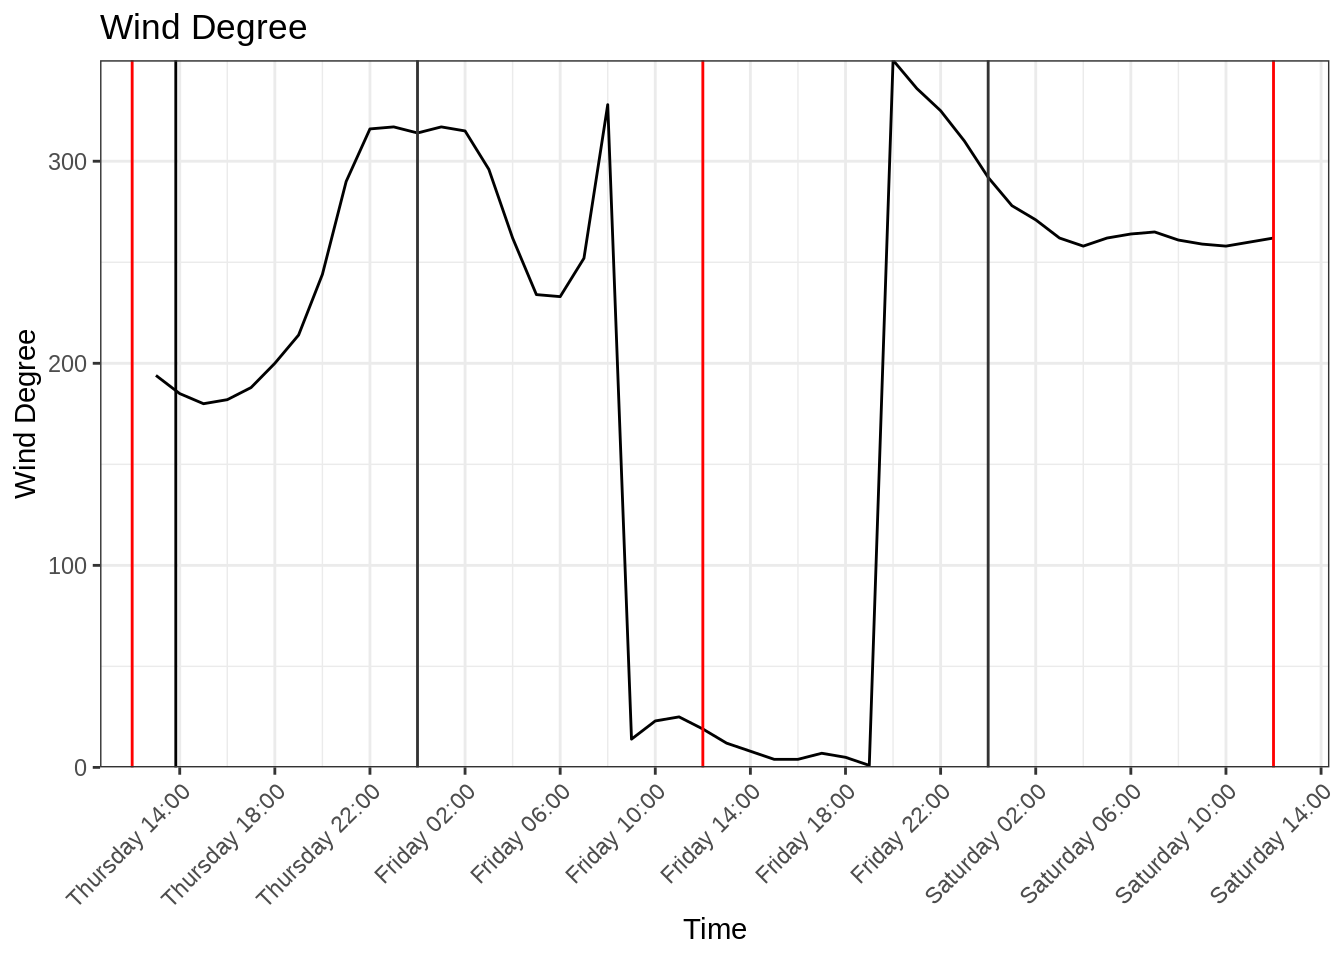 Wind Degree
Wind Degree
300
200
100
0
Thursday 14:00
Thursday 18:00
Thursday 22:00
Friday 02:00
Friday 06:00
Friday 10:00
Friday 14:00
Friday 18:00
Friday 22:00
Saturday 02:00
Saturday 06:00
Saturday 10:00
Saturday 14:00
Time